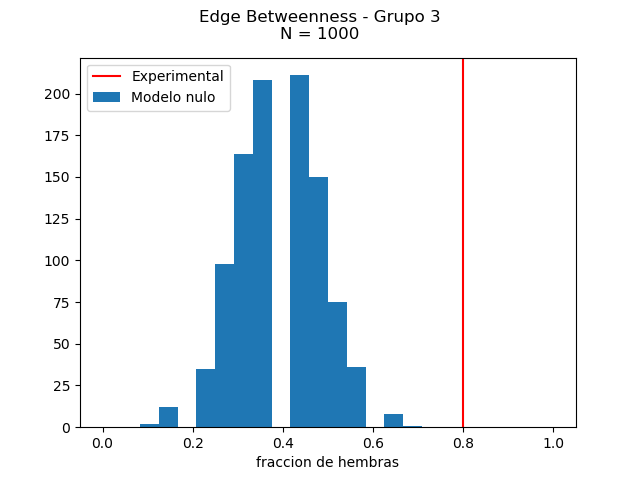 Edge Betweenness - Grupo 3
N = 1000
Experimental
Modelo nulo
200
175
150
125
100
75
50
25
0
0.0 0.2 0.4 0.6 0.8 1.0
fraccion de hembras